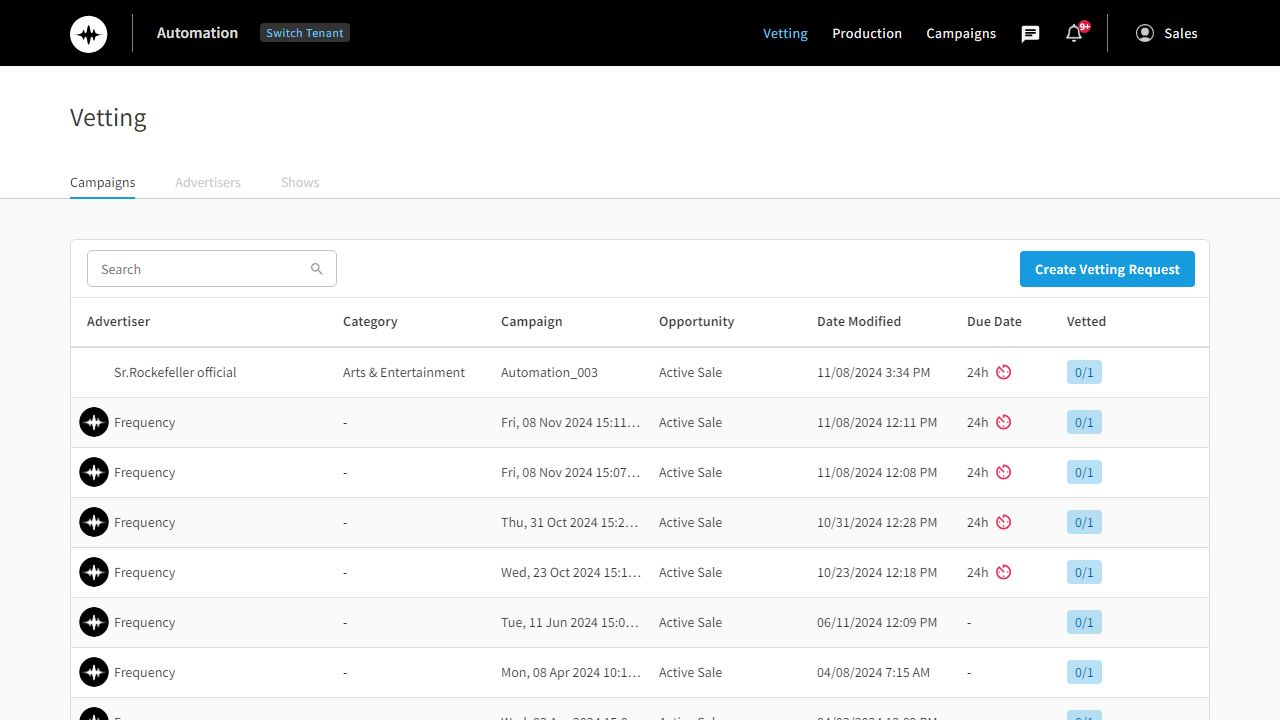 Automation Switch Tenant Vetting Production Campaigns 9+ Sales
Vetting
Campaigns Advertisers Shows
Search Create Vetting Request
Advertiser Category Campaign Opportunity Date Modified Due Date Vetted
Sr.Rockefeller official Arts & Entertainment Automation_003 Active Sale 11/08/2024 3:34 PM 24h 0/1
Frequency - Fri, 08 Nov 2024 15:11... Active Sale 11/08/2024 12:11 PM 24h 0/1
Frequency - Fri, 08 Nov 2024 15:07... Active Sale 11/08/2024 12:08 PM 24h 0/1
Frequency - Thu, 31 Oct 2024 15:2... Active Sale 10/31/2024 12:28 PM 24h 0/1
Frequency - Wed, 23 Oct 2024 15:1... Active Sale 10/23/2024 12:18 PM 24h 0/1
Frequency - Tue, 11 Jun 2024 15:0... Active Sale 06/11/2024 12:09 PM - 0/1
Frequency - Mon, 08 Apr 2024 10:1... Active Sale 04/08/2024 7:15 AM - 0/1